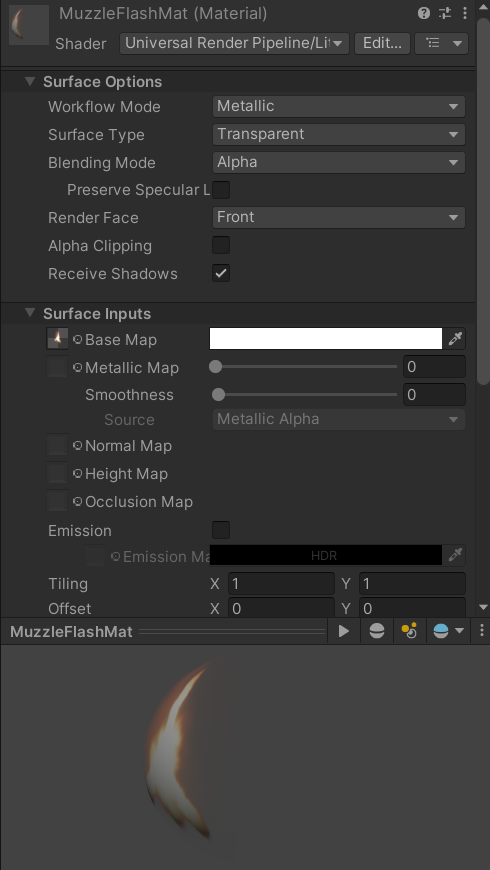 MuzzleFlashMat (Material)
Shader Universal Render Pipeline/Lit Edit...
Surface Options
Workflow Mode Metallic
Surface Type Transparent
Blending Mode Alpha
Preserve Specular L
Render Face Front
Alpha Clipping
Receive Shadows
Surface Inputs
Base Map
Metallic Map 0
Smoothness 0
Source Metallic Alpha
Normal Map
Height Map
Occlusion Map
Emission
Emission Ma HDR
Tiling X 1 Y 1
Offset X 0 Y 0
MuzzleFlashMat